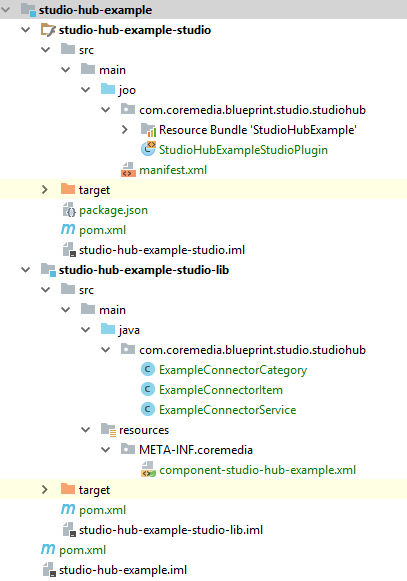 studio-hub-example
studio-hub-example-studio
src
main
joo
com.coremedia.blueprint.studio.studiohub
Resource Bundle 'StudioHubExample'
StudioHubExampleStudioPlugin
manifest.xml
target
package.json
pom.xml
studio-hub-example-studio.iml
studio-hub-example-studio-lib
src
main
java
com.coremedia.blueprint.studio.studiohub
ExampleConnectorCategory
ExampleConnectorItem
ExampleConnectorService
resources
META-INF.coremedia
component-studio-hub-example.xml
target
pom.xml
studio-hub-example-studio-lib.iml
pom.xml
studio-hub-example.iml